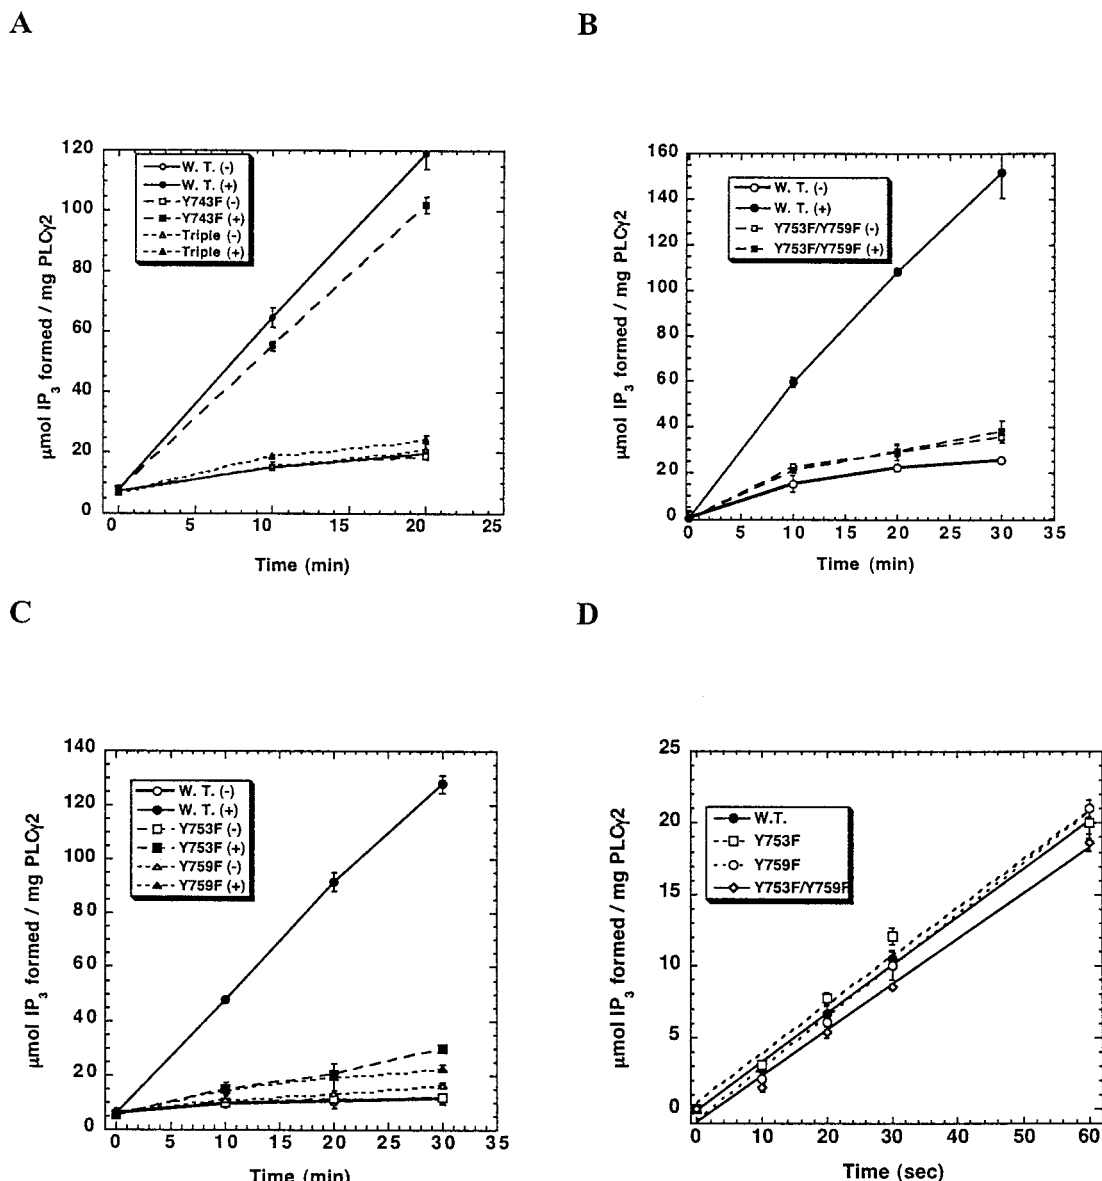 A
μmol IP3 formed / mg PLCγ2
120
100
80
60
40
20
0
W. T. (-)
W. T. (+)
Y743F (-)
Y743F (+)
Triple (-)
Triple (+)
0 5 10 15 20 25
Time (min)
B
μmol IP3 formed / mg PLCγ2
160
140
120
100
80
60
40
20
0
W. T. (-)
W. T. (+)
Y753F/Y759F (-)
Y753F/Y759F (+)
0 5 10 15 20 25 30 35
Time (min)
C
μmol IP3 formed / mg PLCγ2
140
120
100
80
60
40
20
0
W. T. (-)
W. T. (+)
Y753F (-)
Y753F (+)
Y759F (-)
Y759F (+)
0 5 10 15 20 25 30 35
Time (min)
D
μmol IP3 formed / mg PLCγ2
25
20
15
10
5
0
W.T.
Y753F
Y759F
Y753F/Y759F
0 10 20 30 40 50 60
Time (sec)